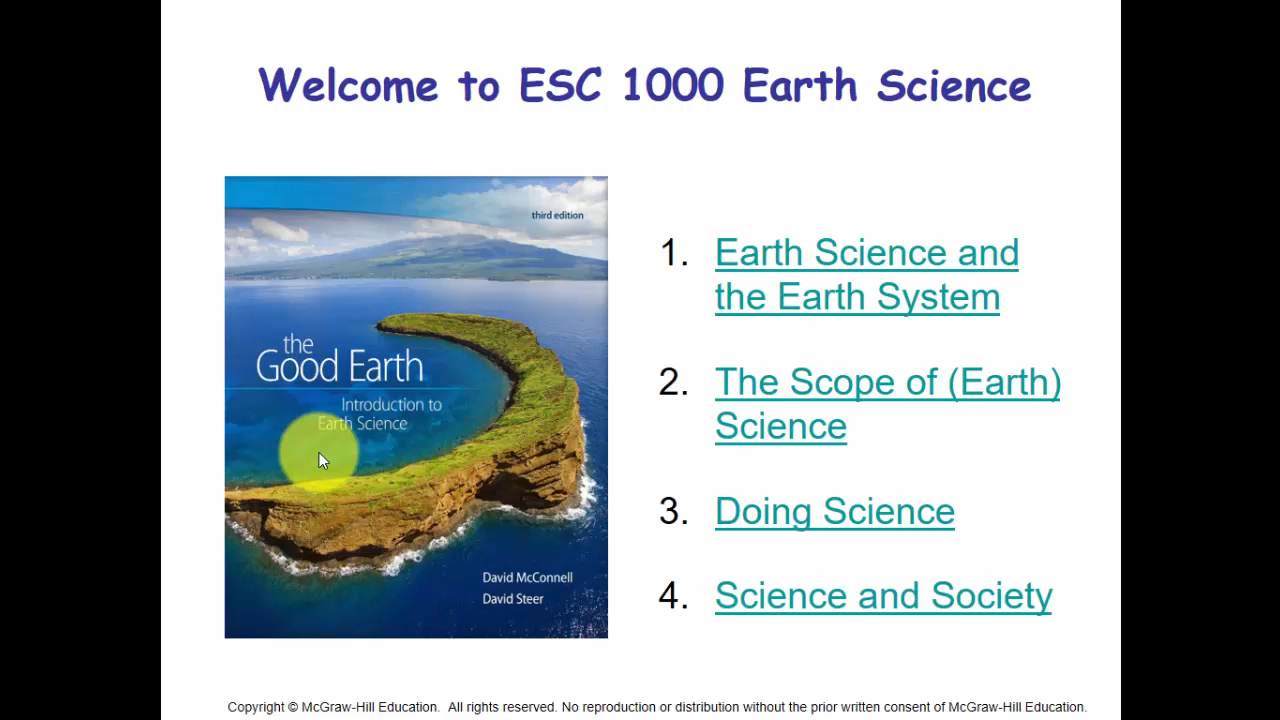 Welcome to ESC 1000 Earth Science
third edition
the
Good Earth
Introduction to
Earth Science
David McConnell
David Steer
1. Earth Science and
the Earth System
2. The Scope of (Earth)
Science
3. Doing Science
4. Science and Society
Copyright © McGraw-Hill Education. All rights reserved. No reproduction or distribution without the prior written consent of McGraw-Hill Education.